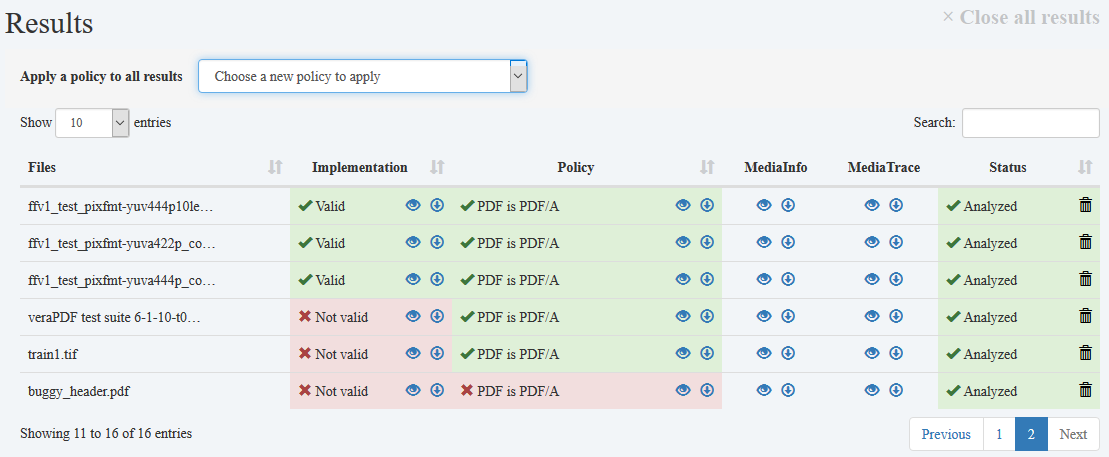 Results
× Close all results
Apply a policy to all results Choose a new policy to apply
Show 10 entries Search:
Files Implementation Policy MediaInfo MediaTrace Status
ffv1_test_pixfmt-yuv444p10le… Valid PDF is PDF/A Analyzed
ffv1_test_pixfmt-yuva422p_co… Valid PDF is PDF/A Analyzed
ffv1_test_pixfmt-yuva444p_co… Valid PDF is PDF/A Analyzed
veraPDF test suite 6-1-10-t0… Not valid PDF is PDF/A Analyzed
train1.tif Not valid PDF is PDF/A Analyzed
buggy_header.pdf Not valid PDF is PDF/A Analyzed
Showing 11 to 16 of 16 entries Previous 1 2 Next